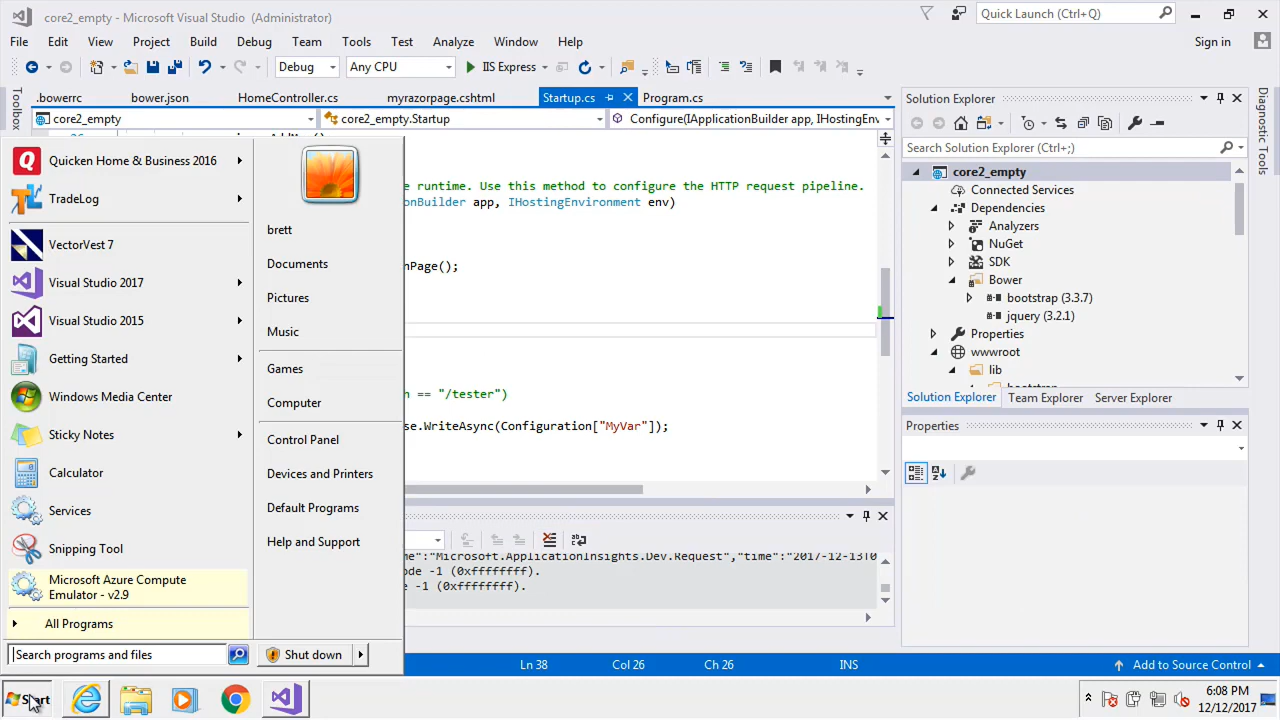 core2_empty - Microsoft Visual Studio (Administrator)
Quick Launch (Ctrl+Q)
File Edit View Project Build Debug Team Tools Test Analyze Window Help
Sign in
Debug Any CPU IIS Express
Toolbox
.bowerrc bower.json HomeController.cs myrazorpage.cshtml Startup.cs Program.cs
core2_empty core2_empty.Startup Configure(IApplicationBuilder app, IHostingEnv
e runtime. Use this method to configure the HTTP request pipeline.
onBuilder app, IHostingEnvironment env)
nPage();
h == "/tester")
se.WriteAsync(Configuration["MyVar"]);
me":"Microsoft.ApplicationInsights.Dev.Request","time":"2017-12-13T0
ode -1 (0xffffffff).
e -1 (0xffffffff).
Solution Explorer
Search Solution Explorer (Ctrl+;)
core2_empty
Connected Services
Dependencies
Analyzers
NuGet
SDK
Bower
bootstrap (3.3.7)
jquery (3.2.1)
Properties
wwwroot
lib
Solution Explorer Team Explorer Server Explorer
Properties
Diagnostic Tools
Quicken Home & Business 2016
TradeLog
VectorVest 7
Visual Studio 2017
Visual Studio 2015
Getting Started
Windows Media Center
Sticky Notes
Calculator
Services
Snipping Tool
Microsoft Azure Compute
Emulator - v2.9
All Programs
Search programs and files
brett
Documents
Pictures
Music
Games
Computer
Control Panel
Devices and Printers
Default Programs
Help and Support
Shut down
Ln 38 Col 26 Ch 26 INS Add to Source Control
Start
6:08 PM
12/12/2017